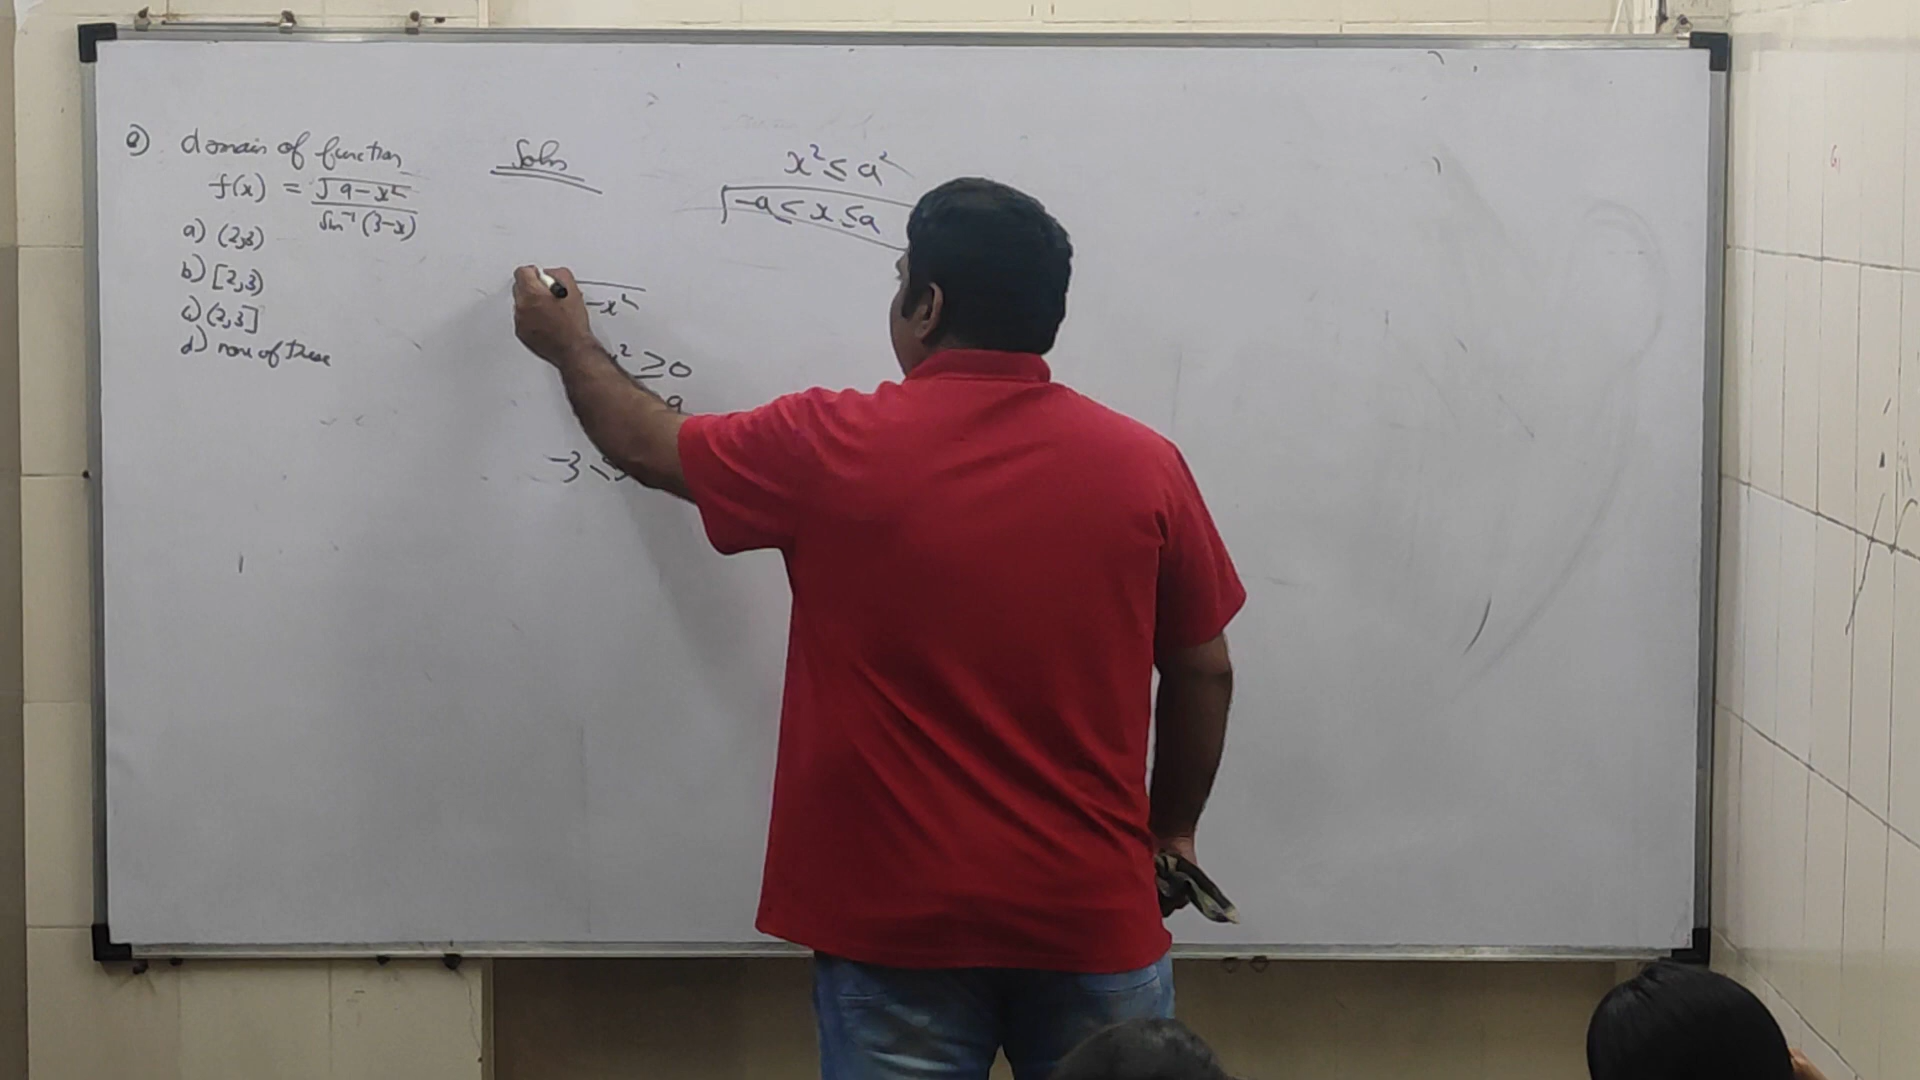 Q) domain of function
f(x) = √9-x² / sin⁻¹(3-x)
a) (2,3)
b) [2,3)
c) (2,3]
d) none of these
Soln
x² ≤ a²
-a ≤ x ≤ a
-x²
² ≥ 0
9
-3 ≤